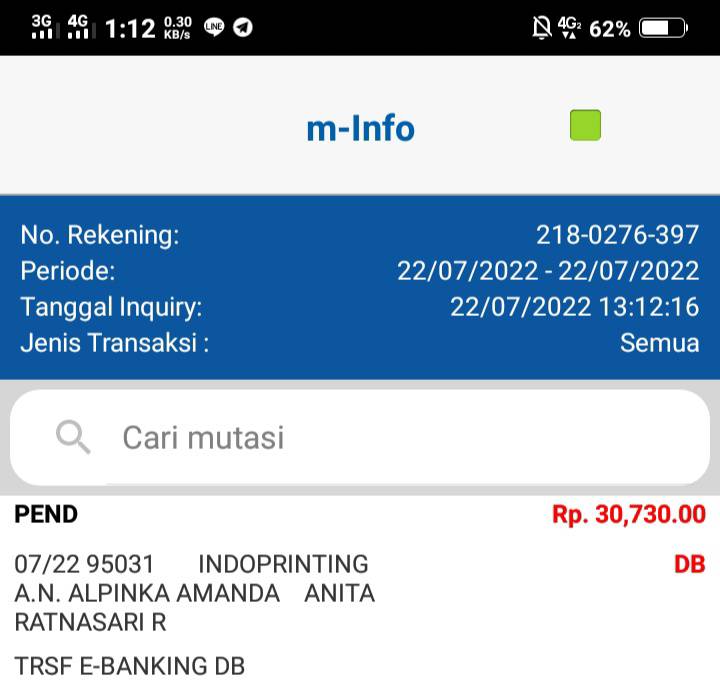 3G 4G 1:12 0.30 KB/s LINE 4G2 62%
m-Info
No. Rekening: 218-0276-397
Periode: 22/07/2022 - 22/07/2022
Tanggal Inquiry: 22/07/2022 13:12:16
Jenis Transaksi : Semua
Cari mutasi
PEND Rp. 30,730.00
07/22 95031 INDOPRINTING DB
A.N. ALPINKA AMANDA ANITA
RATNASARI R
TRSF E-BANKING DB